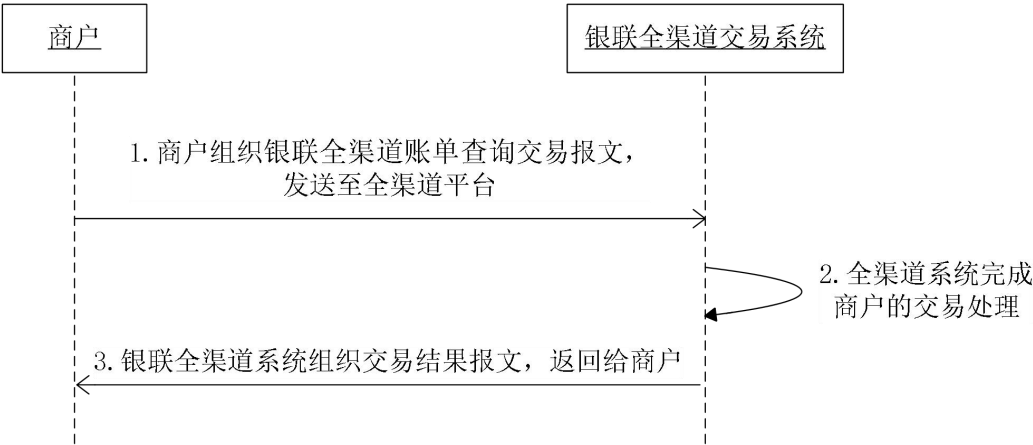 商户
银联全渠道交易系统
1.商户组织银联全渠道账单查询交易报文，
发送至全渠道平台
2.全渠道系统完成
商户的交易处理
3.银联全渠道系统组织交易结果报文，返回给商户